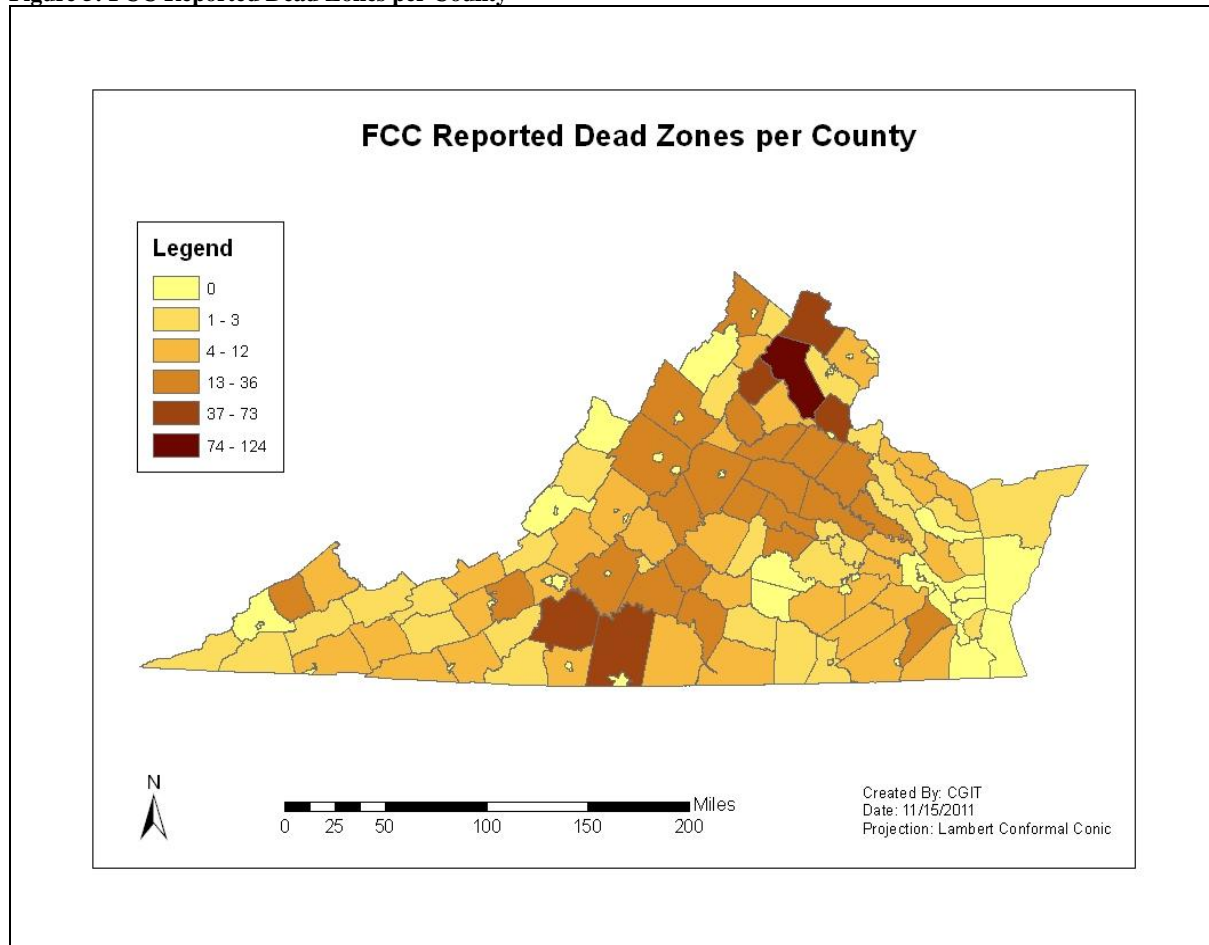 FCC Reported Dead Zones per County
Legend
0
1 - 3
4 - 12
13 - 36
37 - 73
74 - 124
N
Miles
0 25 50 100 150 200
Created By: CGIT
Date: 11/15/2011
Projection: Lambert Conformal Conic